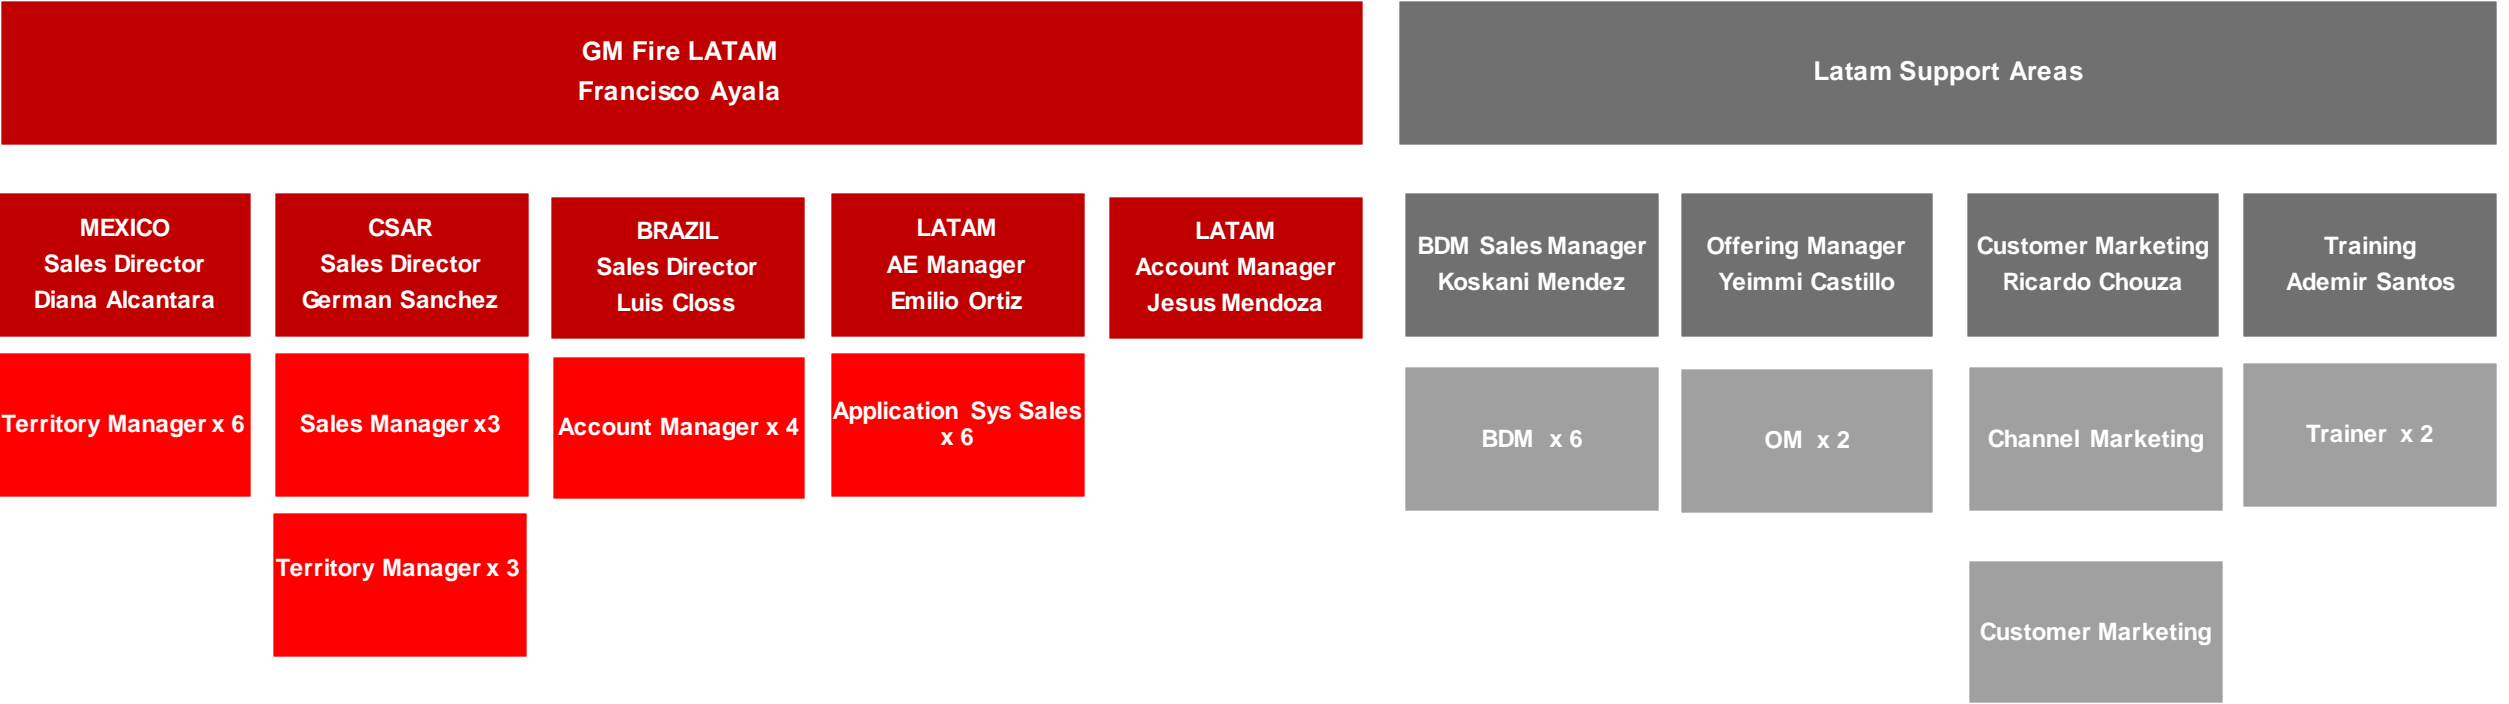 GM Fire LATAM
Francisco Ayala
Latam Support Areas
MEXICO
Sales Director
Diana Alcantara
CSAR
Sales Director
German Sanchez
BRAZIL
Sales Director
Luis Closs
LATAM
AE Manager
Emilio Ortiz
LATAM
Account Manager
Jesus Mendoza
BDM Sales Manager
Koskani Mendez
Offering Manager
Yeimmi Castillo
Customer Marketing
Ricardo Chouza
Training
Ademir Santos
Territory Manager x 6
Sales Manager x3
Account Manager x 4
Application Sys Sales
x 6
BDM x 6
OM x 2
Channel Marketing
Trainer x 2
Territory Manager x 3
Customer Marketing